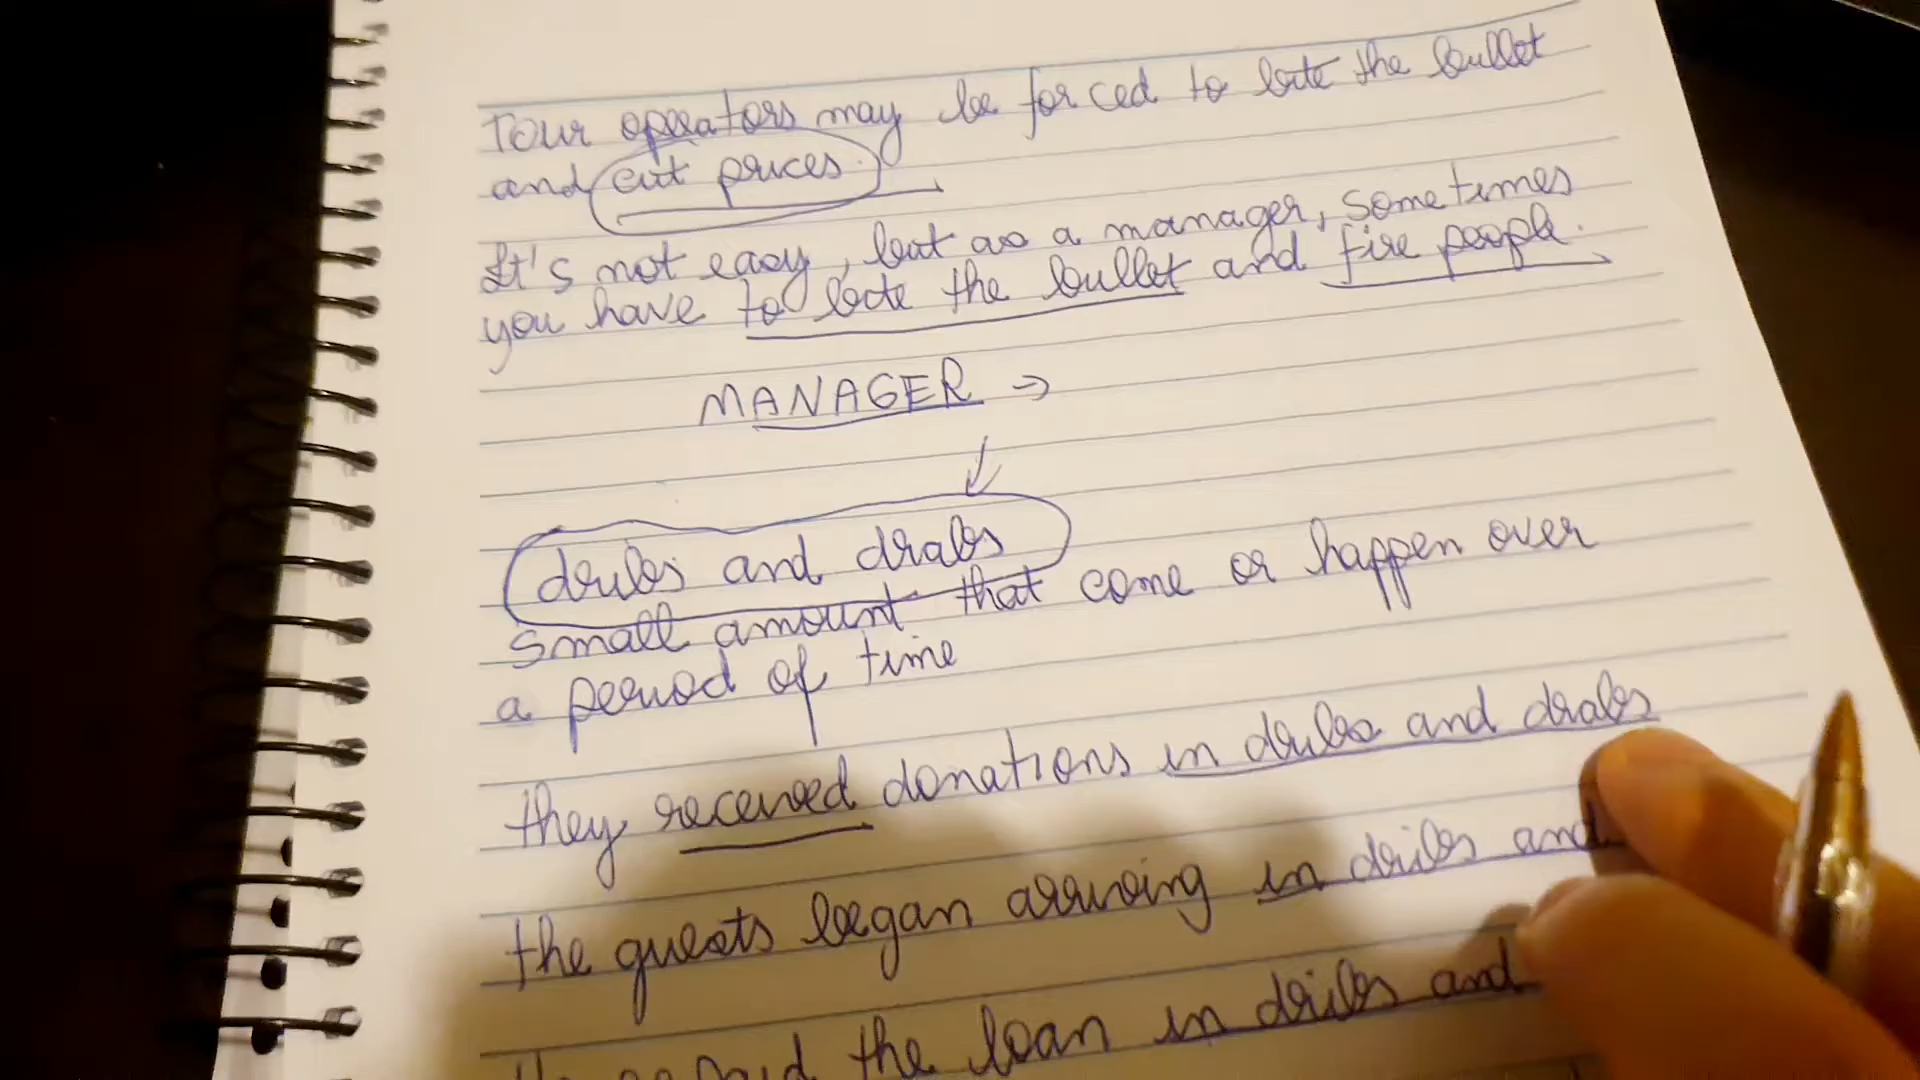 Tour operators may be forced to bite the bullet
and cut prices.
It's not easy, but as a manager, sometimes
you have to bite the bullet and fire people.
MANAGER →
dribs and drabs
small amount that come or happen over
a period of time
they received donations in dribs and drabs
the guests began arriving in dribs and
the loan in dribs and